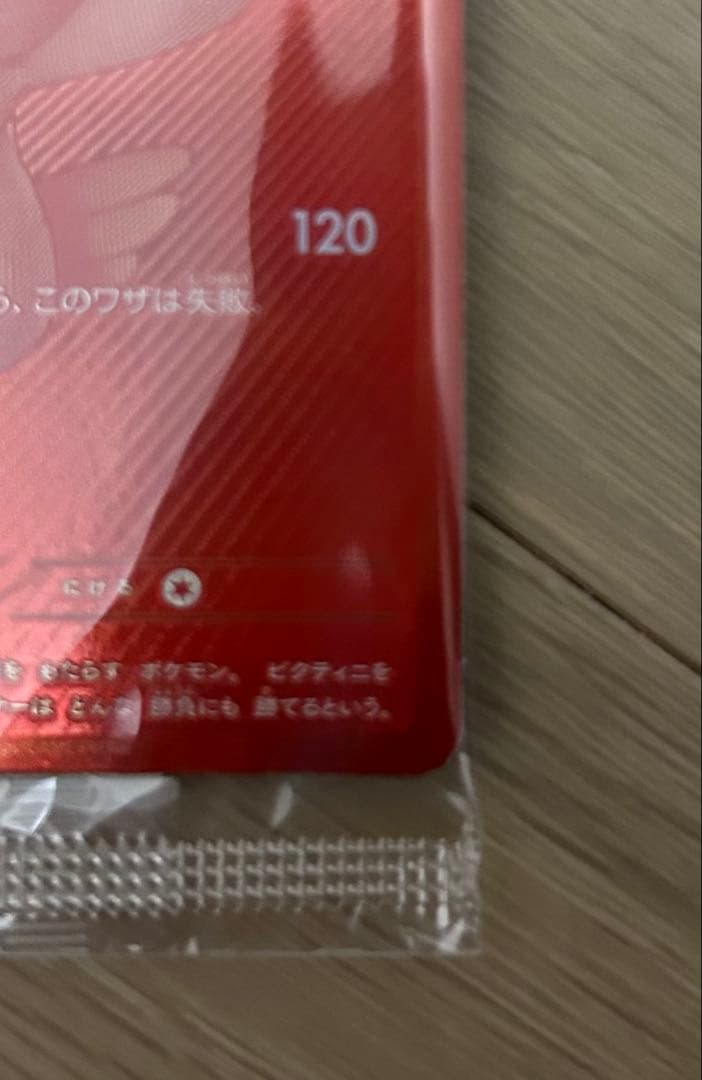 120
、このワザは失敗。
にげる
を もたらす ポケモン。 ビクティニを
ーは どんな 勝負にも 勝てるという。